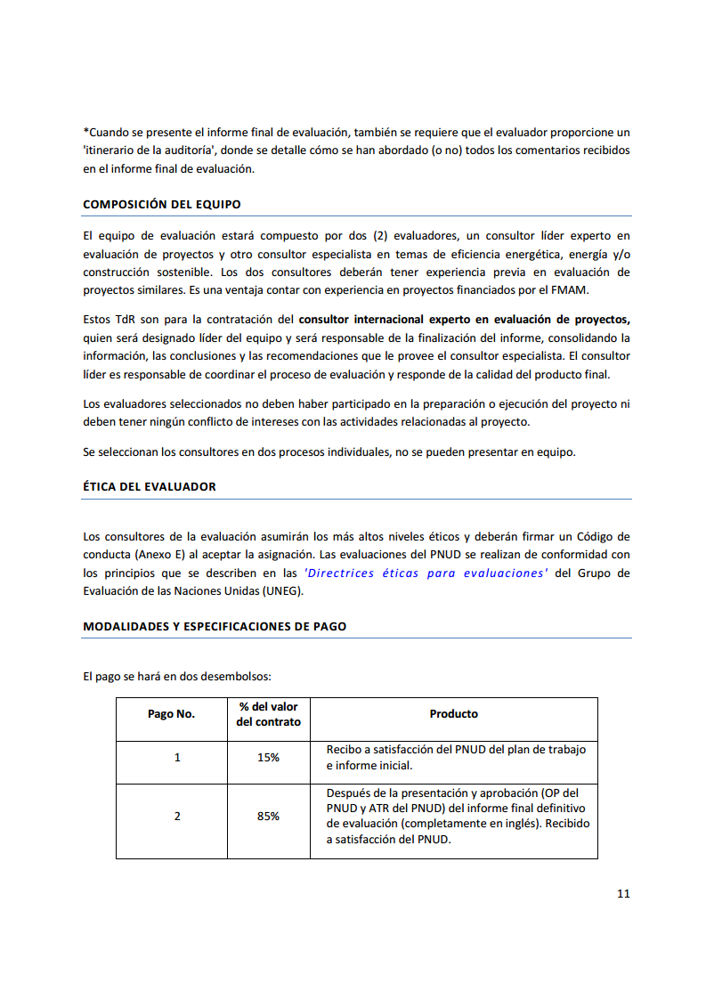 *Cuando se presente el informe final de evaluación, también se requiere que el evaluador proporcione un
'itinerario de la auditoría', donde se detalle cómo se han abordado (o no) todos los comentarios recibidos
en el informe final de evaluación.
COMPOSICIÓN DEL EQUIPO
El equipo de evaluación estará compuesto por dos (2) evaluadores, un consultor líder experto en
evaluación de proyectos y otro consultor especialista en temas de eficiencia energética, energía y/o
construcción sostenible. Los dos consultores deberán tener experiencia previa en evaluación de
proyectos similares. Es una ventaja contar con experiencia en proyectos financiados por el FMAM.
Estos TdR son para la contratación del consultor internacional experto en evaluación de proyectos,
quien será designado líder del equipo y será responsable de la finalización del informe, consolidando la
información, las conclusiones y las recomendaciones que le provee el consultor especialista. El consultor
líder es responsable de coordinar el proceso de evaluación y responde de la calidad del producto final.
Los evaluadores seleccionados no deben haber participado en la preparación o ejecución del proyecto ni
deben tener ningún conflicto de intereses con las actividades relacionadas al proyecto.
Se seleccionan los consultores en dos procesos individuales, no se pueden presentar en equipo.
ÉTICA DEL EVALUADOR
Los consultores de la evaluación asumirán los más altos niveles éticos y deberán firmar un Código de
conducta (Anexo E) al aceptar la asignación. Las evaluaciones del PNUD se realizan de conformidad con
los principios que se describen en las 'Directrices éticas para evaluaciones' del Grupo de
Evaluación de las Naciones Unidas (UNEG).
MODALIDADES Y ESPECIFICACIONES DE PAGO
El pago se hará en dos desembolsos:
Pago No.
% del valor
del contrato
Producto
1
15%
Recibo a satisfacción del PNUD del plan de trabajo
e informe inicial.
2
85%
Después de la presentación y aprobación (OP del
PNUD y ATR del PNUD) del informe final definitivo
de evaluación (completamente en inglés). Recibido
a satisfacción del PNUD.
11